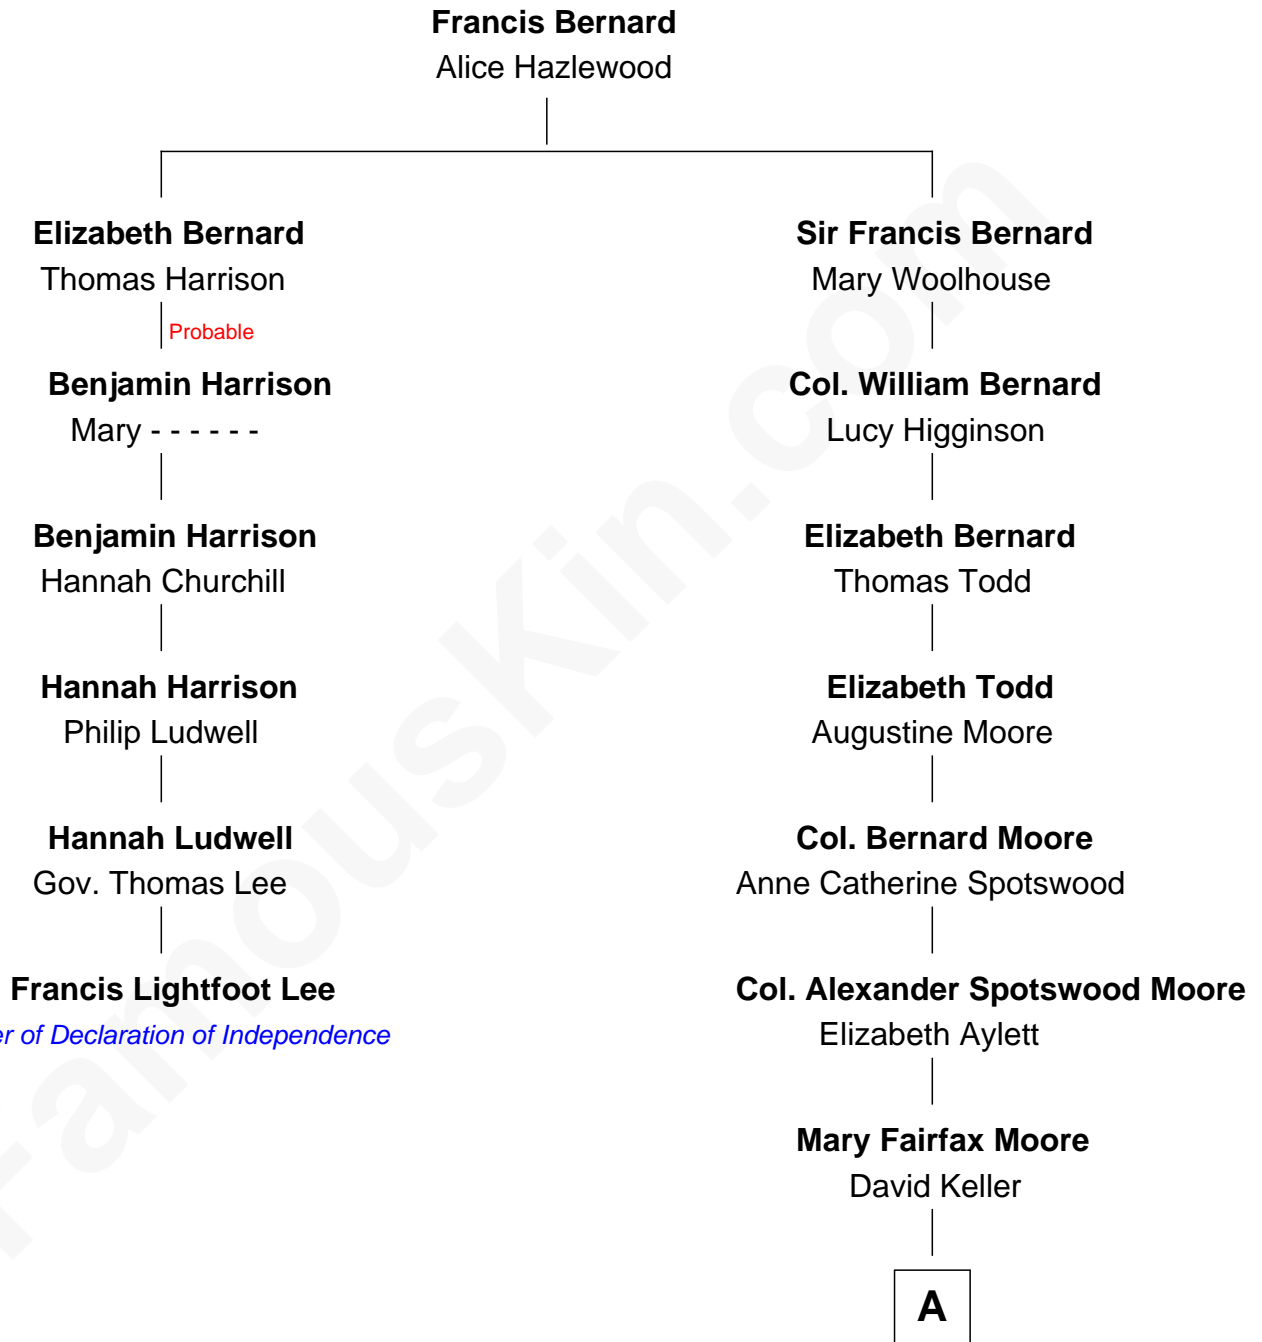 Francis Bernard
Alice Hazlewood
Elizabeth Bernard
Thomas Harrison
Probable
Benjamin Harrison
Mary - - - - - -
Benjamin Harrison
Hannah Churchill
Hannah Harrison
Philip Ludwell
Hannah Ludwell
Gov. Thomas Lee
Francis Lightfoot Lee
of Declaration of Independence
Sir Francis Bernard
Mary Woolhouse
Col. William Bernard
Lucy Higginson
Elizabeth Bernard
Thomas Todd
Elizabeth Todd
Augustine Moore
Col. Bernard Moore
Anne Catherine Spotswood
Col. Alexander Spotswood Moore
Elizabeth Aylett
Mary Fairfax Moore
David Keller
A
FamousKin.com